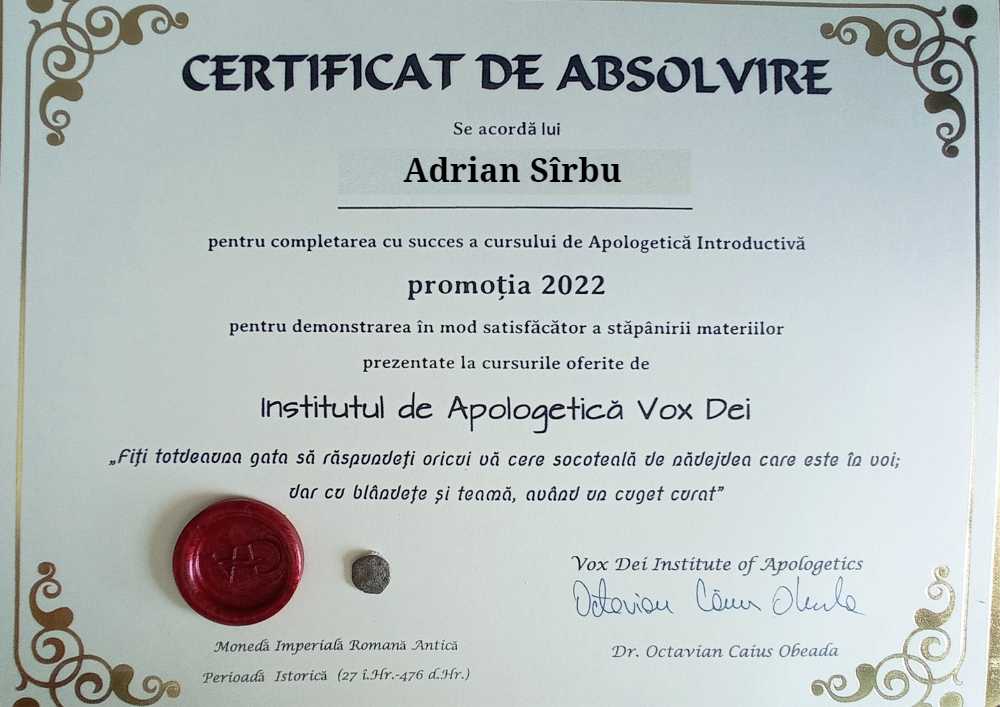 CERTIFICAT DE ABSOLVIRE
Se acordă lui
Adrian Sîrbu
pentru completarea cu succes a cursului de Apologetică Introductivă
promoția 2022
pentru demonstrarea în mod satisfăcător a stăpânirii materiilor
prezentate la cursurile oferite de
Institutul de Apologetică Vox Dei
„Fiți totdeauna gata să răspundeți oricui vă cere socoteală de nădejdea care este în voi;
dar cu blândețe și teamă, având un cuget curat”
Vox Dei Institute of Apologetics
Octavian Caius Obeada
Monedă Imperială Romană Antică
Dr. Octavian Caius Obeada
Perioadă Istorică (27 î.Hr.-476 d.Hr.)